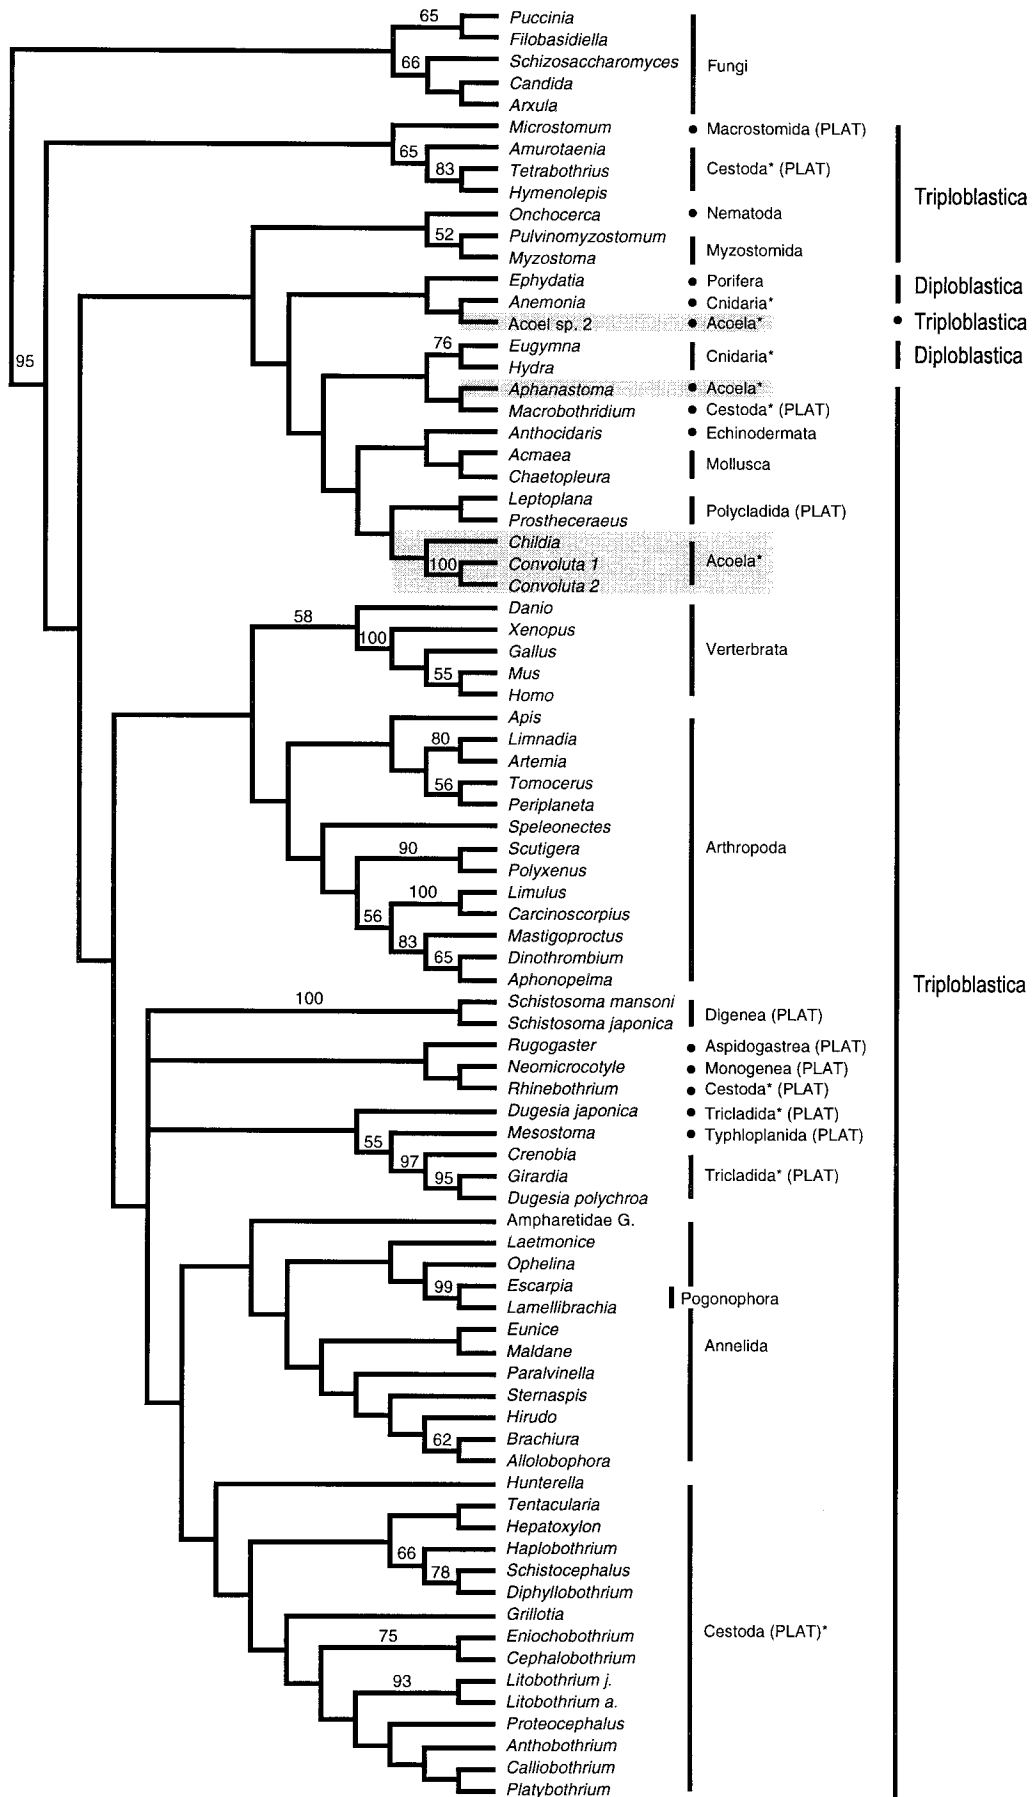 65 Puccinia
Filobasidiella
66 Schizosaccharomyces
Fungi
Candida
Arxula
Microstomum Macrostomida (PLAT)
65 Amurotaenia
83 Tetrabothrius Cestoda* (PLAT)
Hymenolepis
Triploblastica
Onchocerca Nematoda
52 Pulvinomyzostomum
Myzostomida
Myzostoma
Ephydatia Porifera
Diploblastica
Anemonia Cnidaria*
Acoel sp. 2 Acoela* Triploblastica
76 Eugymna
Cnidaria* Diploblastica
95 Hydra
Aphanastoma Acoela*
Macrobothridium Cestoda* (PLAT)
Anthocidaris Echinodermata
Acmaea
Mollusca
Chaetopleura
Leptoplana
Polycladida (PLAT)
Prostheceraeus
Childia
100 Convoluta 1 Acoela*
Convoluta 2
58 Danio
100 Xenopus
Gallus Verterbrata
55 Mus
Homo
Apis
80 Limnadia
Artemia
56 Tomocerus
Periplaneta
Speleonectes
Arthropoda
90 Scutigera
Polyxenus
100 Limulus
56 Carcinoscorpius
83 Mastigoproctus
65 Dinothrombium
Aphonopelma
Triploblastica
100 Schistosoma mansoni
Digenea (PLAT)
Schistosoma japonica
Rugogaster Aspidogastrea (PLAT)
Neomicrocotyle Monogenea (PLAT)
Rhinebothrium Cestoda* (PLAT)
Dugesia japonica Tricladida* (PLAT)
55 Mesostoma Typhloplanida (PLAT)
97 Crenobia
95 Girardia Tricladida* (PLAT)
Dugesia polychroa
Ampharetidae G.
Laetmonice
Ophelina
99 Escarpia
Pogonophora
Lamellibrachia
Eunice
Annelida
Maldane
Paralvinella
Sternaspis
Hirudo
62 Brachiura
Allolobophora
Hunterella
Tentacularia
Hepatoxylon
66 Haplobothrium
78 Schistocephalus
Diphyllobothrium
Grillotia
Cestoda (PLAT)*
75 Eniochobothrium
Cephalobothrium
93 Litobothrium j.
Litobothrium a.
Proteocephalus
Anthobothrium
Calliobothrium
Platybothrium